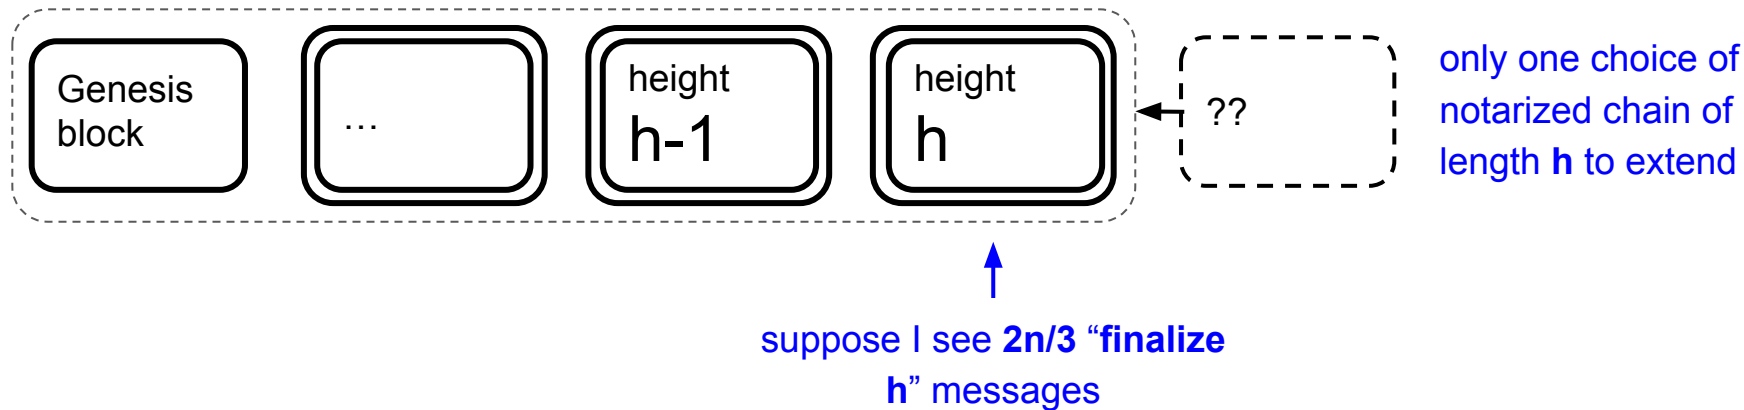 Genesis
block
...
height
h-1
height
h
??
only one choice of
notarized chain of
length h to extend
suppose I see 2n/3 “finalize
h” messages